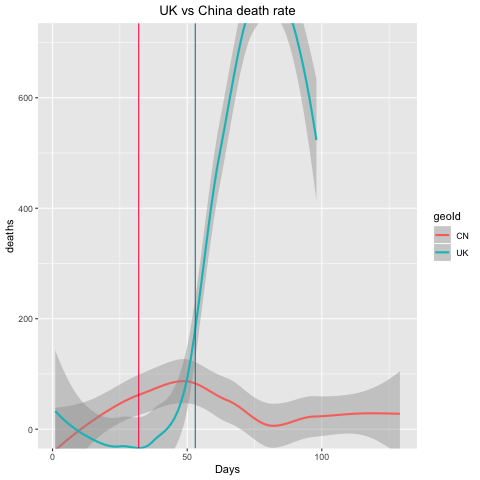 UK vs China death rate
600
400
200
0
deaths
0 50 100
Days
geoId
CN
UK